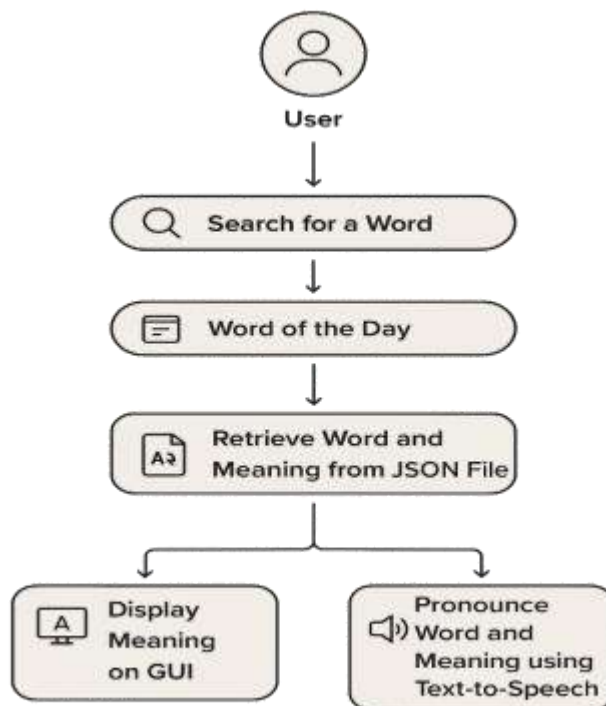 User
Search for a Word
Word of the Day
Retrieve Word and
Meaning from JSON File
Display
Meaning
on GUI
Pronounce
Word and
Meaning using
Text-to-Speech